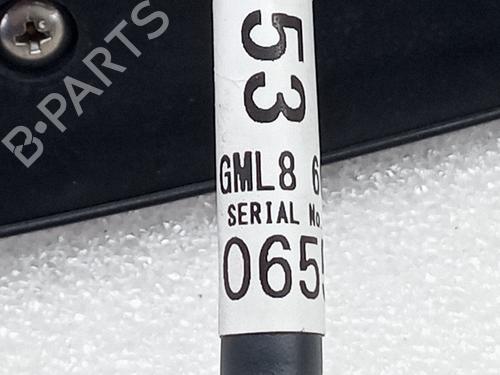 B-PARTS
53
GML8 6
SERIAL No
065